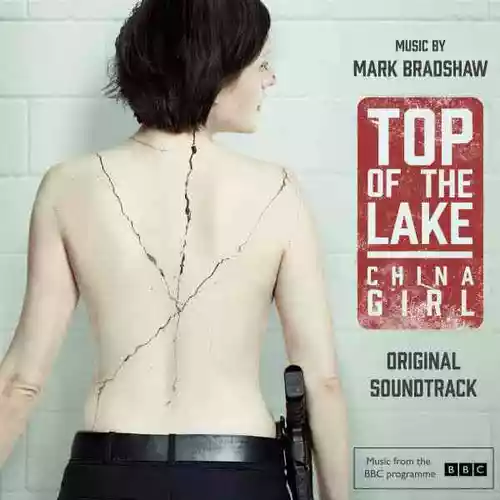 MUSIC BY
MARK BRADSHAW
TOP
OF THE
LAKE
CHINA
GIRL
ORIGINAL
SOUNDTRACK
Music from the
BBC programme
BBC